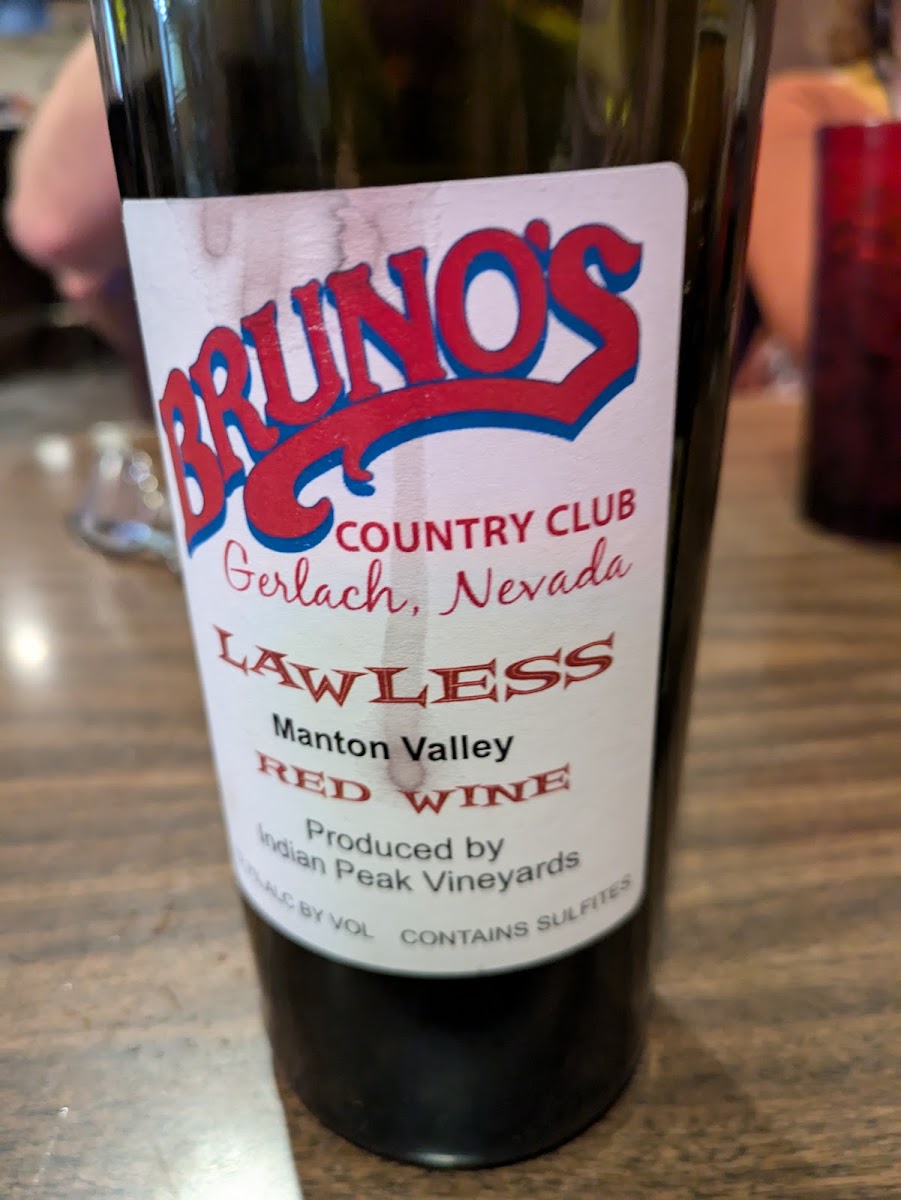 BRUNO'S
COUNTRY CLUB
Gerlach, Nevada
LAWLESS
Manton Valley
RED WINE
Produced by
Indian Peak Vineyards
ALC BY VOL CONTAINS SULFITES